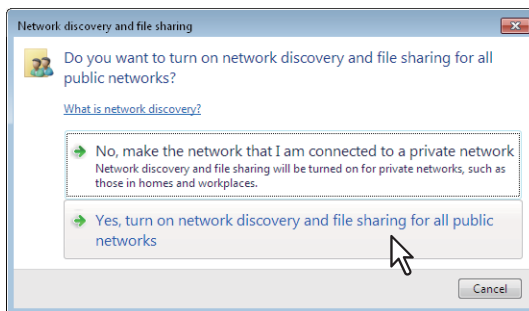 Network discovery and file sharing
Do you want to turn on network discovery and file sharing for all
public networks?
What is network discovery?
No, make the network that I am connected to a private network
Network discovery and file sharing will be turned on for private networks, such as
those in homes and workplaces.
Yes, turn on network discovery and file sharing for all public
networks
Cancel